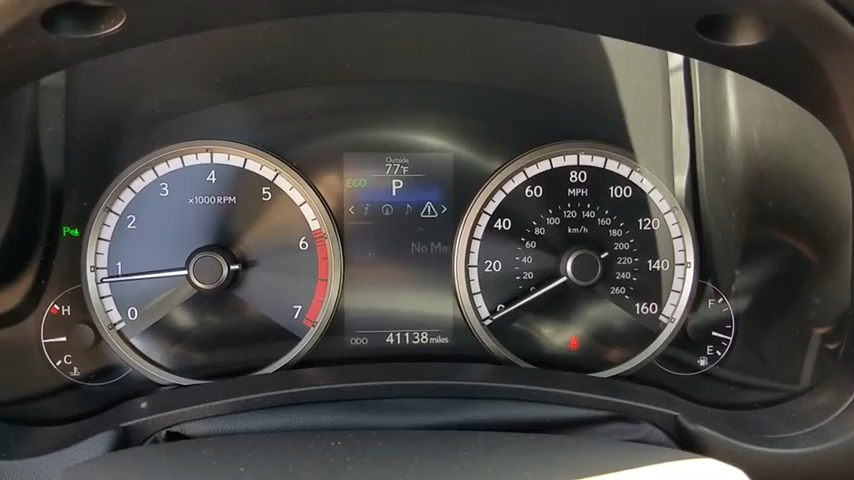 Outside
77°F
ECO P
No Me
ODO 41138 miles
0 1 2 3 4 5 6 7
x1000 RPM
H
C
20 40 60 80 100 120 140 160
MPH
20 40 60 80 100 120 140 160 180 200 220 240 260
km/h
F
E